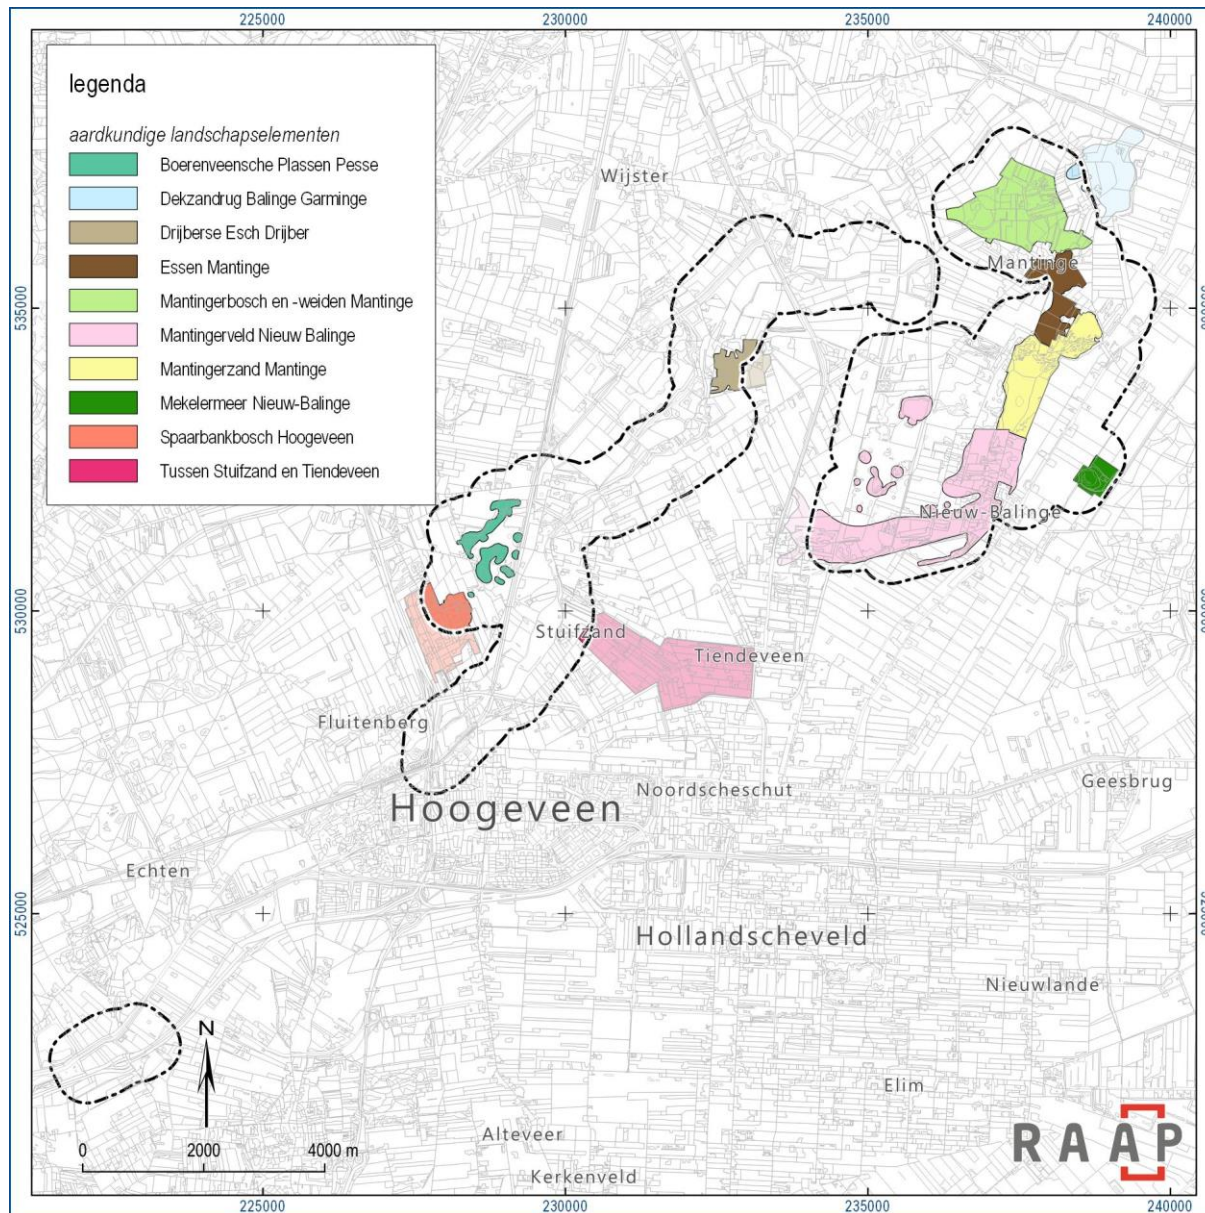 225000 230000 235000 240000
legenda
aardkundige landschapselementen
Boerenveensche Plassen Pesse
Dekzandrug Balinge Garminge
Drijberse Esch Drijber
Essen Mantinge
Mantingerbosch en -weiden Mantinge
Mantingerveld Nieuw Balinge
Mantingerzand Mantinge
Mekelermeer Nieuw-Balinge
Spaarbankbosch Hoogeveen
Tussen Stuifzand en Tiendeveen
Wijster
Mantinge
535000
Nieuw-Balinge
530000
Stuifzand
Tiendeveen
Fluitenberg
Geesbrug
Noordscheschut
Hoogeveen
Echten
525000 525000
Hollandscheveld
Nieuwlande
N
Elim
Alteveer
0 2000 4000 m
RAAP
Kerkenveld
225000 230000 235000 240000